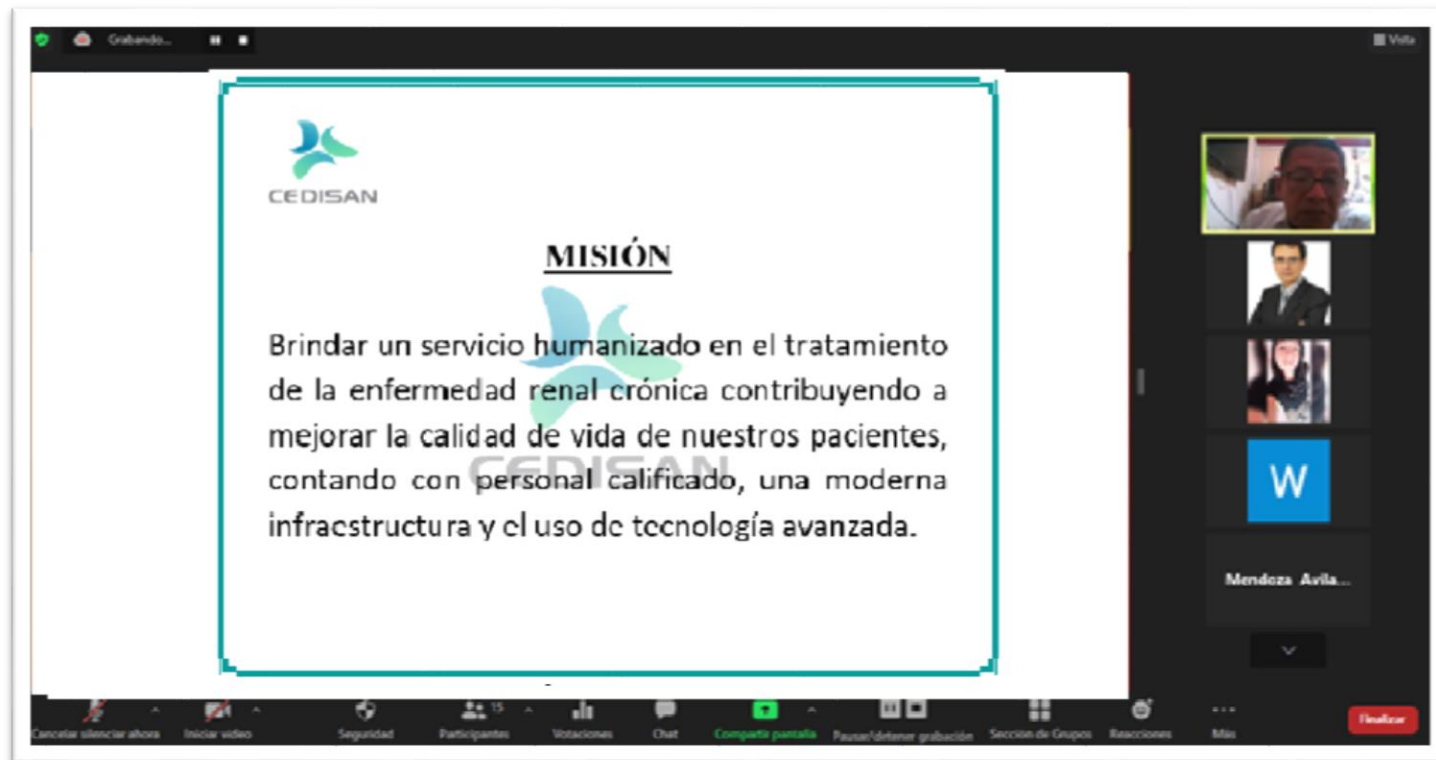 Grabando...
Vista
CEDISAN
MISIÓN
Brindar un servicio humanizado en el tratamiento
de la enfermedad renal crónica contribuyendo a
mejorar la calidad de vida de nuestros pacientes,
CEDISAN
contando con personal calificado, una moderna
infraestructura y el uso de tecnología avanzada.
W
Mendoza Avila...
Cancelar silenciar ahora
Iniciar video
Seguridad
15
Participantes
Votaciones
Chat
Compartir pantalla
Pausar/detener grabación
Sección de Grupos
Reacciones
Más
Finalizar